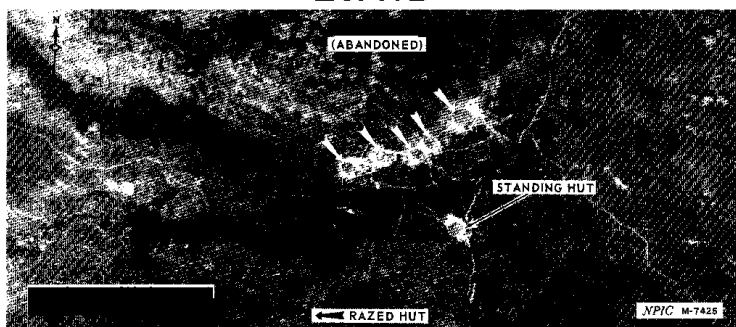 N
(ABANDONED)
STANDING HUT
RAZED HUT
NPIC M-7425